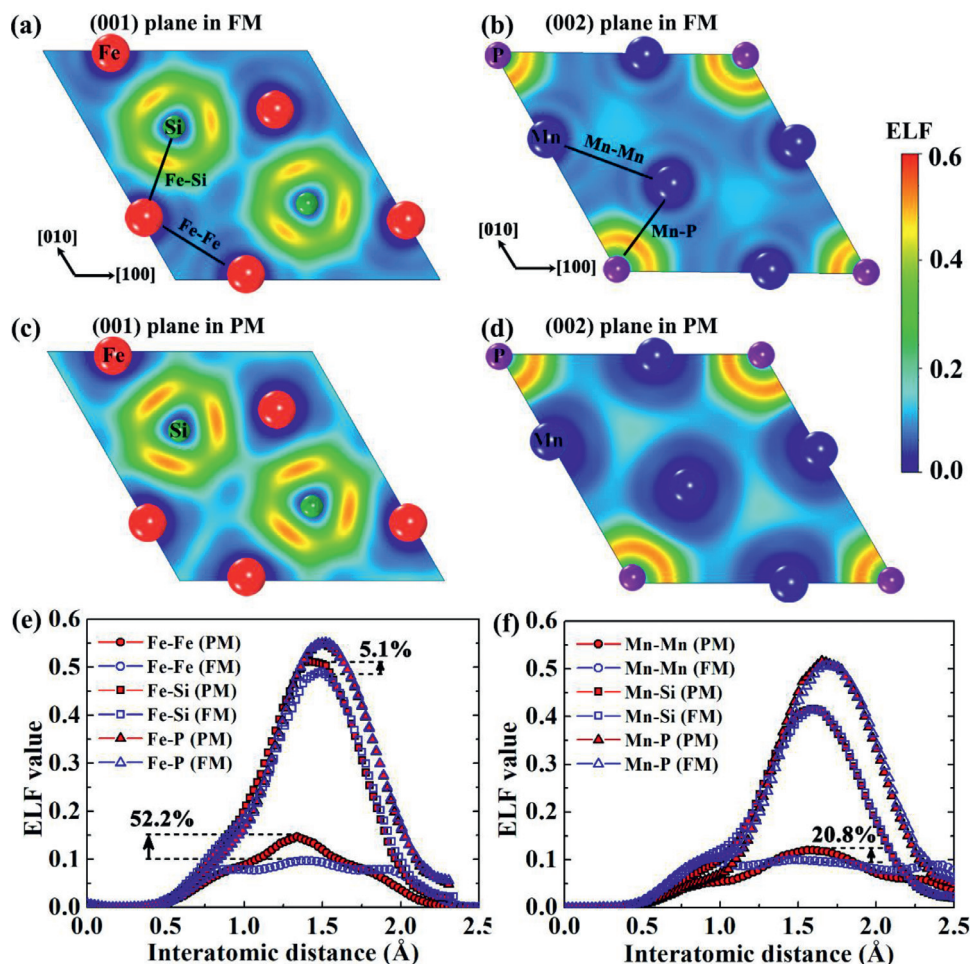 (a) (001) plane in FM
Fe
Si
Fe-Si
Fe-Fe
[010]
[100]
(b) (002) plane in FM
P
Mn
Mn-Mn
Mn-P
[010]
[100]
ELF
0.6
0.4
0.2
0.0
(c) (001) plane in PM
Fe
Si
(d) (002) plane in PM
P
Mn
(e)
Fe-Fe (PM)
Fe-Fe (FM)
Fe-Si (PM)
Fe-Si (FM)
Fe-P (PM)
Fe-P (FM)
5.1%
52.2%
ELF value
0.6
0.5
0.4
0.3
0.2
0.1
0.0
0.0 0.5 1.0 1.5 2.0 2.5
Interatomic distance (Å)
(f)
Mn-Mn (PM)
Mn-Mn (FM)
Mn-Si (PM)
Mn-Si (FM)
Mn-P (PM)
Mn-P (FM)
20.8%
ELF value
0.6
0.5
0.4
0.3
0.2
0.1
0.0
0.0 0.5 1.0 1.5 2.0 2.5
Interatomic distance (Å)